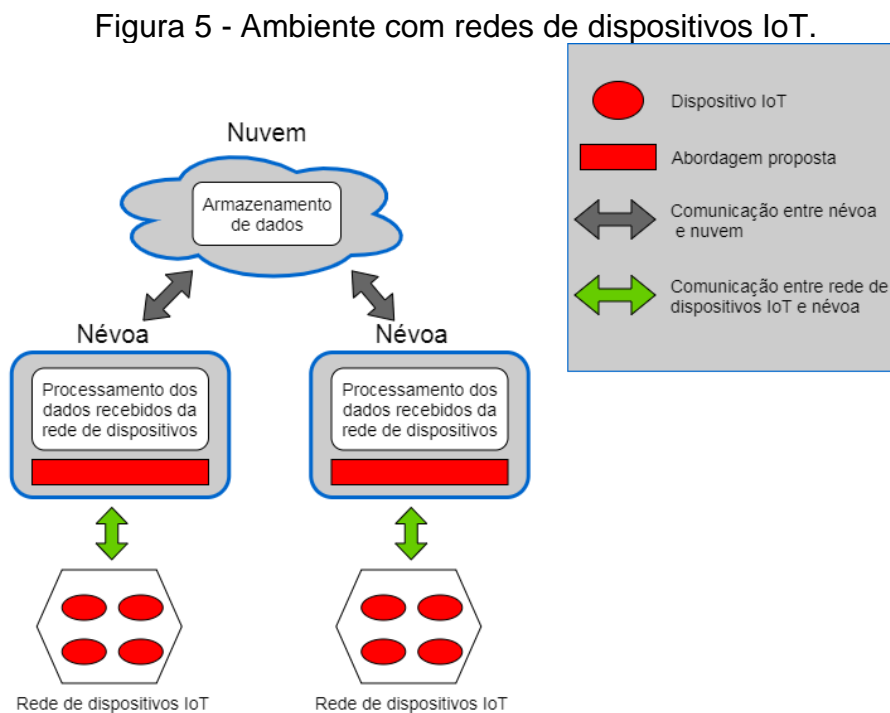 Figura 5 - Ambiente com redes de dispositivos IoT.
Dispositivo IoT
Abordagem proposta
Comunicação entre névoa
e nuvem
Comunicação entre rede de
dispositivos IoT e névoa
Nuvem
Armazenamento
de dados
Névoa
Névoa
Processamento dos
dados recebidos da
rede de dispositivos
Processamento dos
dados recebidos da
rede de dispositivos
Rede de dispositivos IoT
Rede de dispositivos IoT